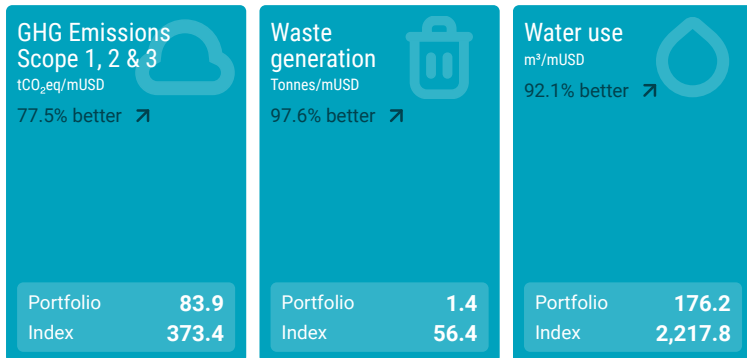 GHG Emissions
Scope 1, 2 & 3
tCO₂eq/mUSD
77.5% better
Portfolio 83.9
Index 373.4
Waste
generation
Tonnes/mUSD
97.6% better
Portfolio 1.4
Index 56.4
Water use
m³/mUSD
92.1% better
Portfolio 176.2
Index 2,217.8